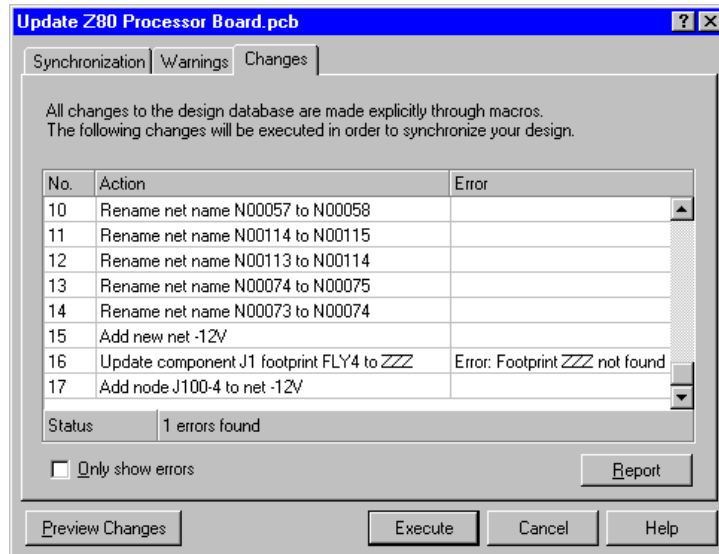 Update Z80 Processor Board.pcb
Synchronization Warnings Changes
All changes to the design database are made explicitly through macros.
The following changes will be executed in order to synchronize your design.
No. Action Error
10 Rename net name N00057 to N00058
11 Rename net name N00114 to N00115
12 Rename net name N00113 to N00114
13 Rename net name N00074 to N00075
14 Rename net name N00073 to N00074
15 Add new net -12V
16 Update component J1 footprint FLY4 to ZZZ Error: Footprint ZZZ not found
17 Add node J100-4 to net -12V
Status 1 errors found
Only show errors
Report
Preview Changes Execute Cancel Help